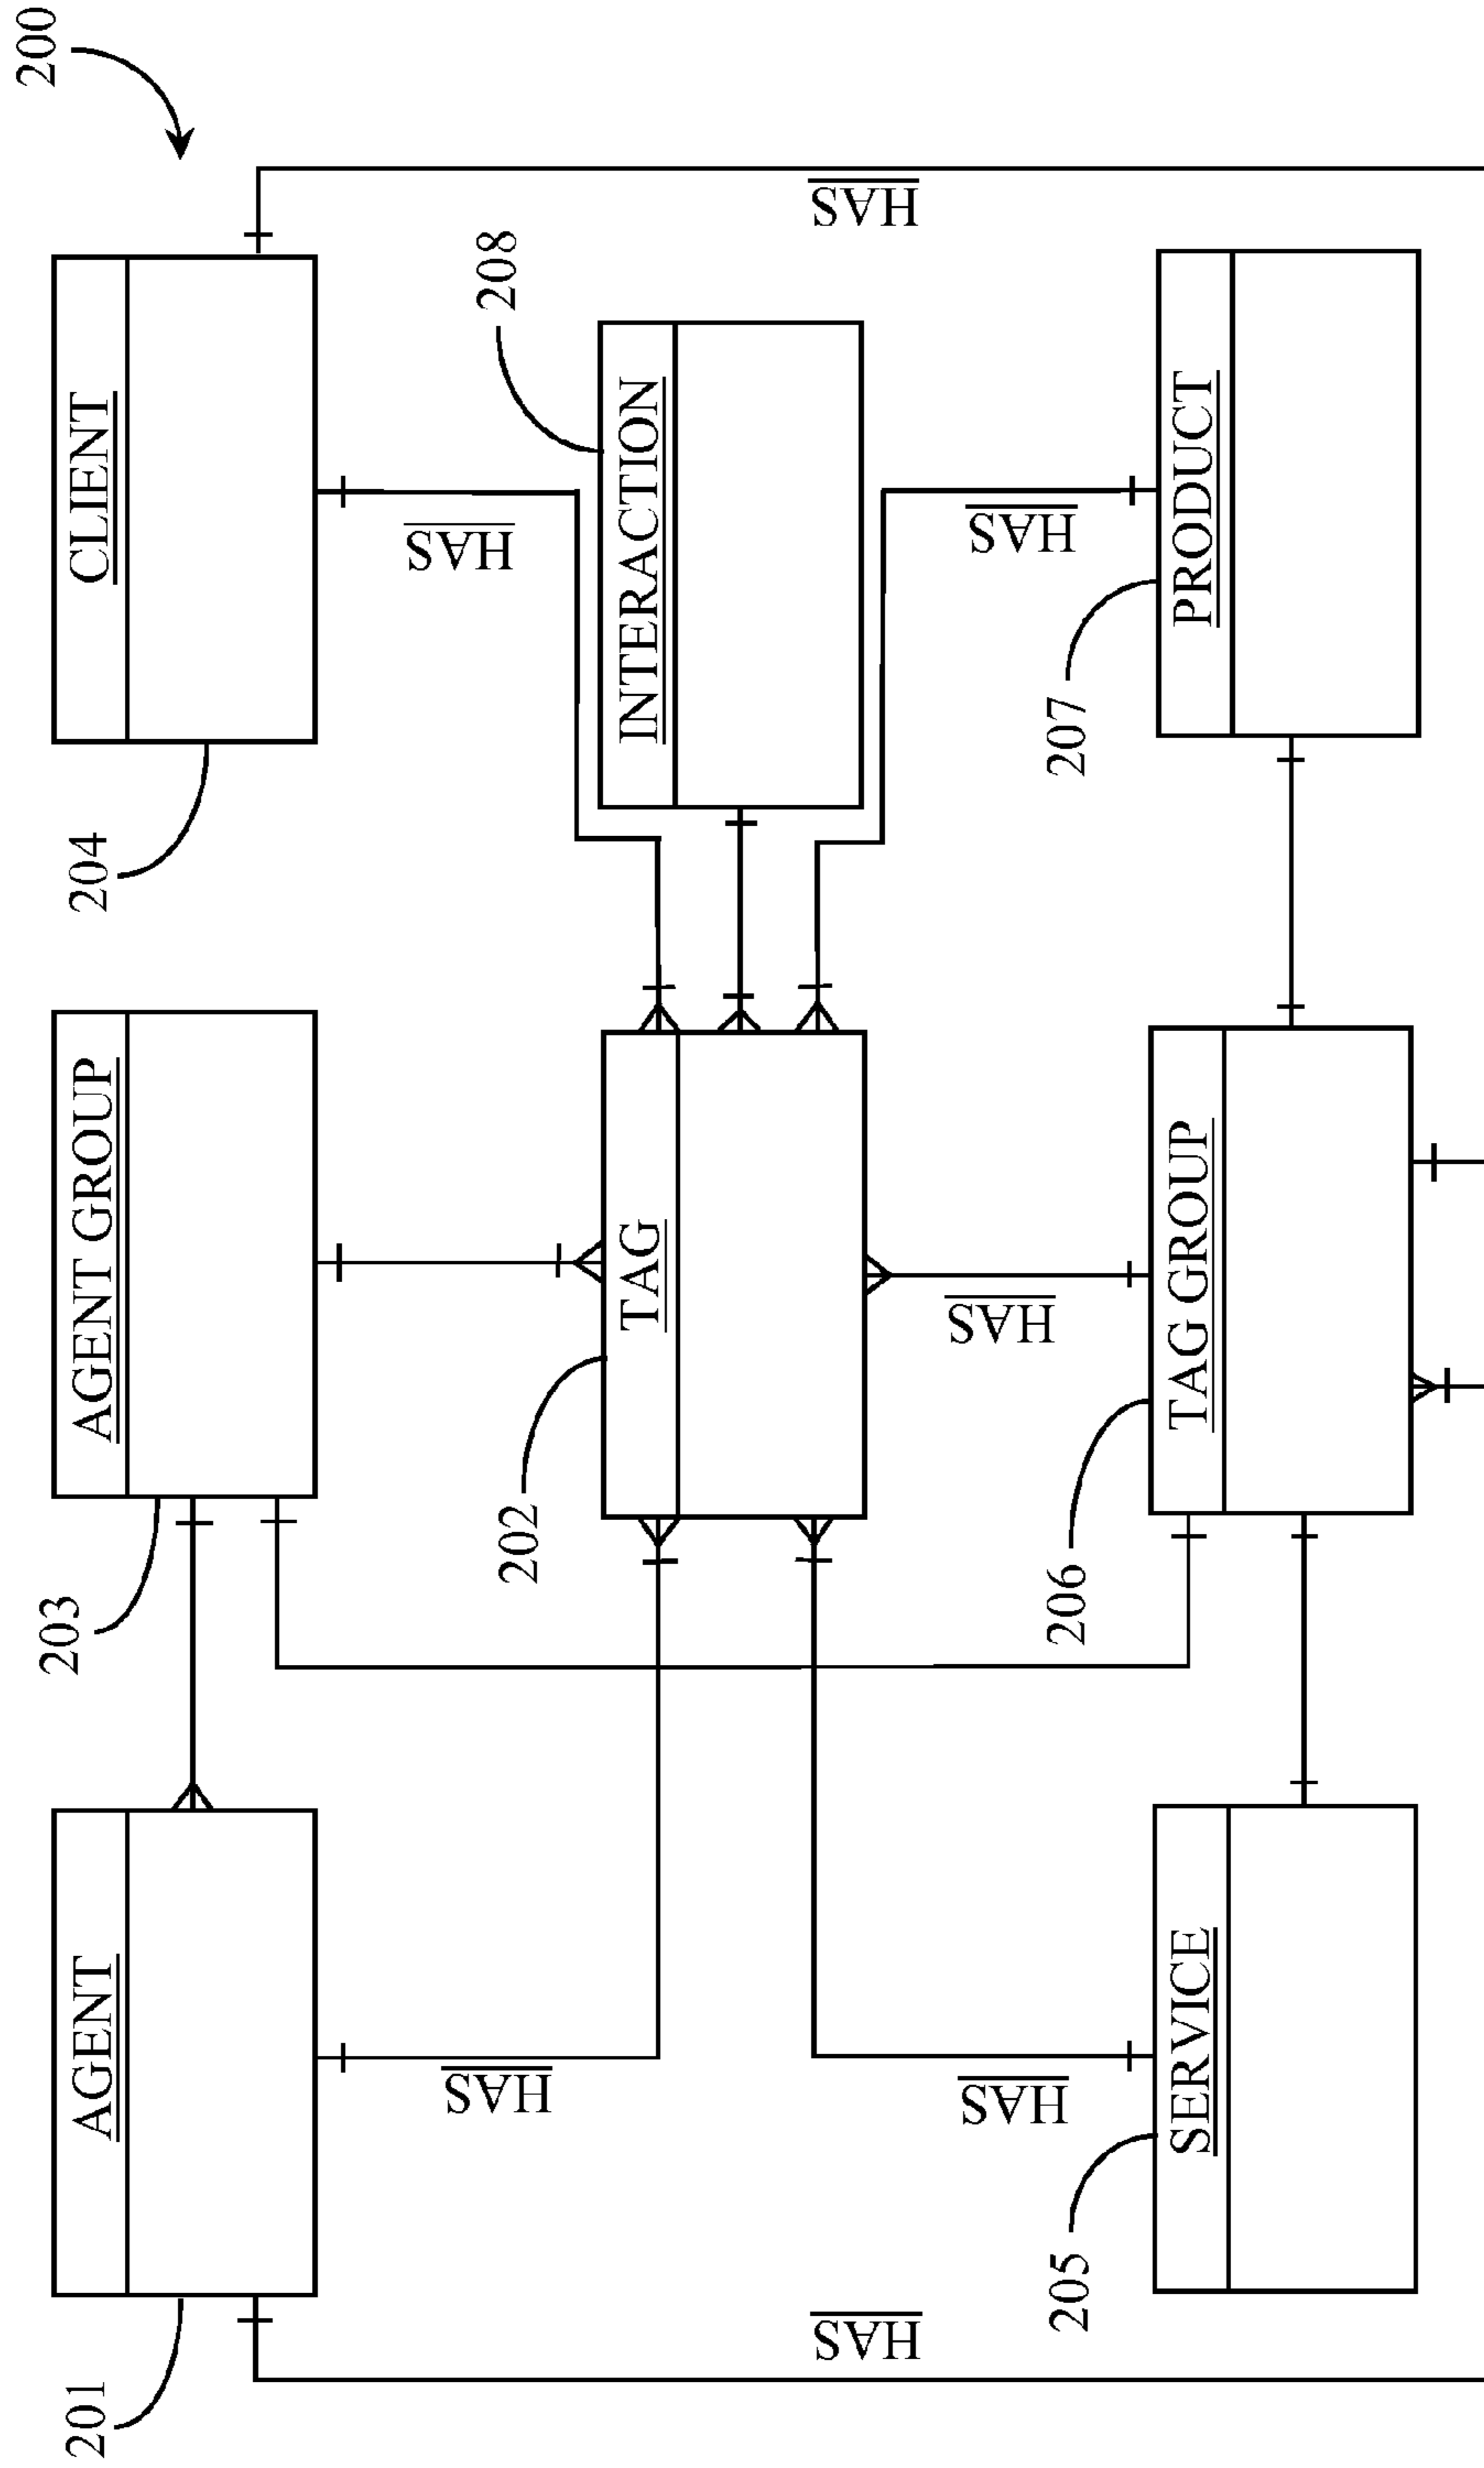 200
201
AGENT
203
AGENT GROUP
204
CLIENT
HAS
HAS
202
TAG
208
INTERACTION
HAS
HAS
HAS
HAS
HAS
205
SERVICE
206
TAG GROUP
207
PRODUCT